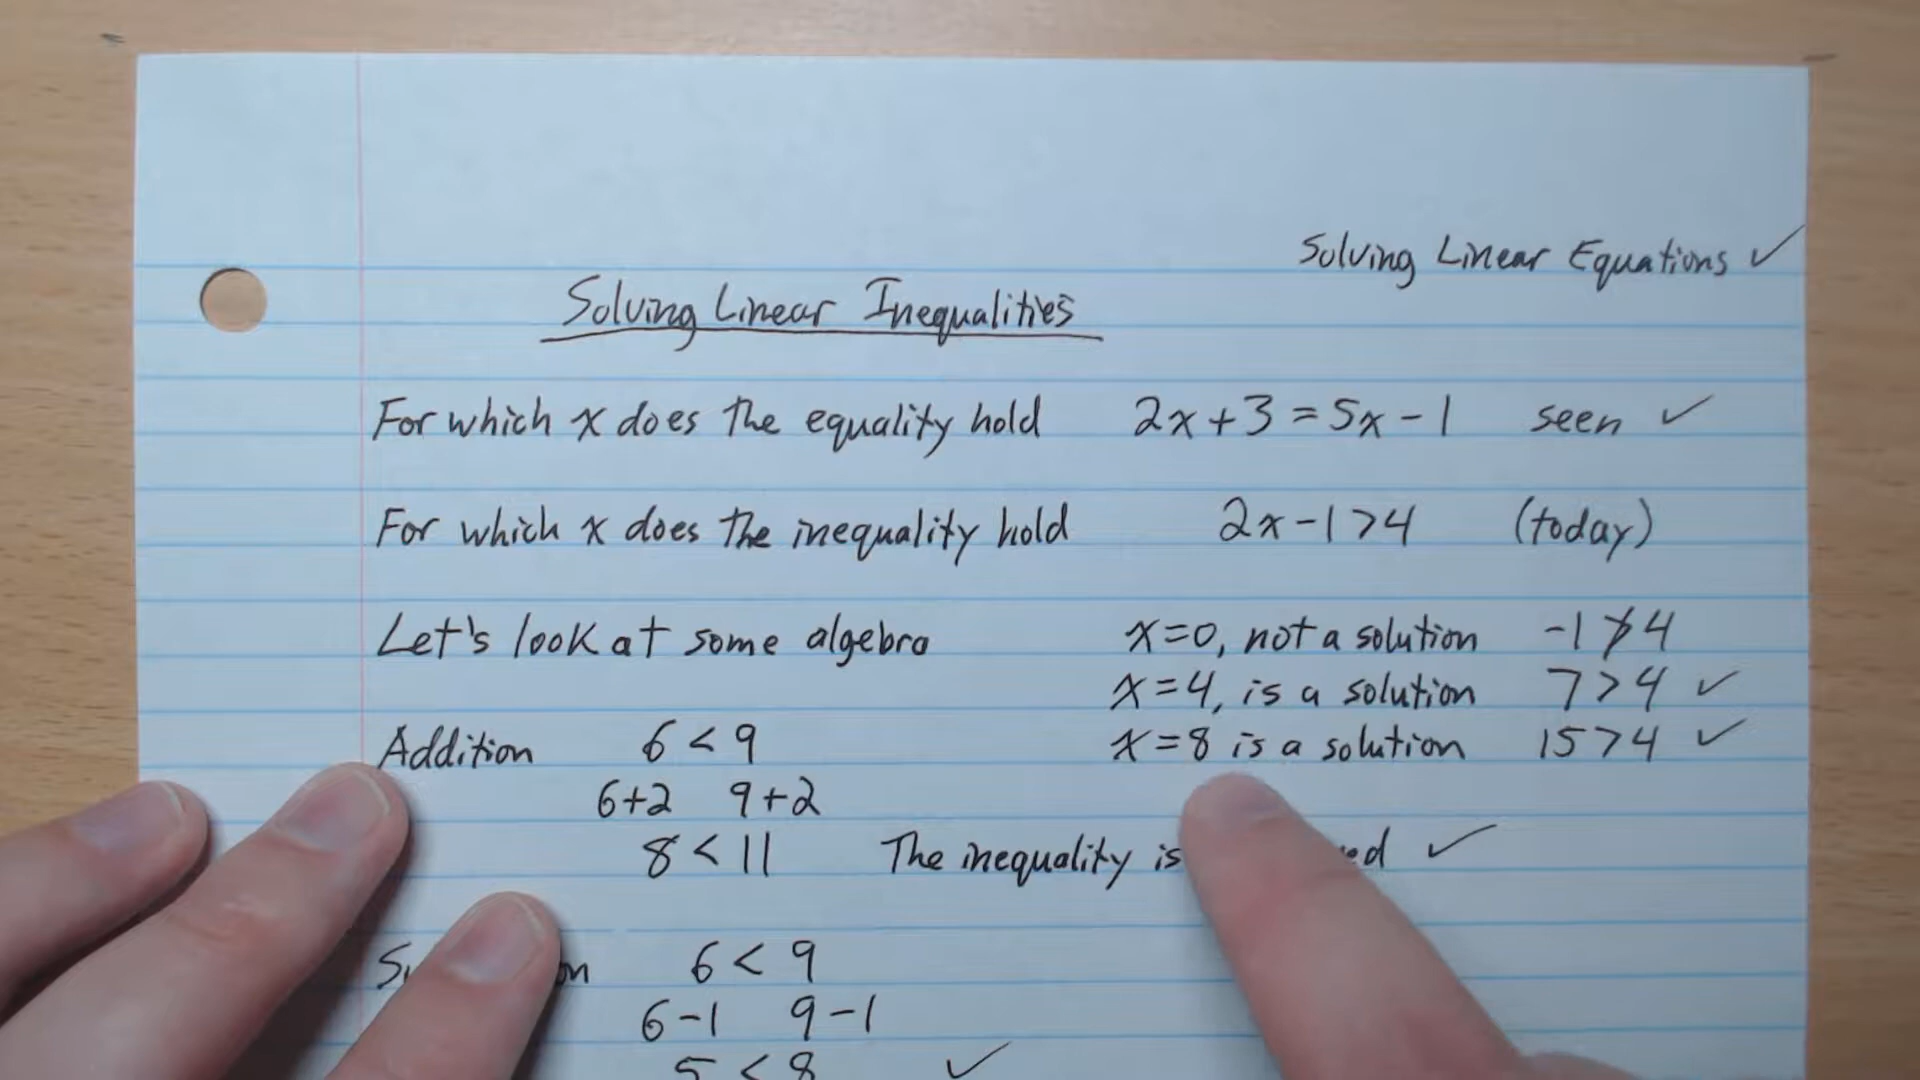 Solving Linear Equations ✓
Solving Linear Inequalities
For which x does the equality hold 2x+3=5x-1 seen ✓
For which x does the inequality hold 2x-1>4 (today)
Let's look at some algebra x=0, not a solution -1≯4
x=4, is a solution 7>4 ✓
Addition 6<9 x=8 is a solution 15>4 ✓
6+2 9+2
8<11 The inequality is ✓
6<9
6-1 9-1
5<8 ✓